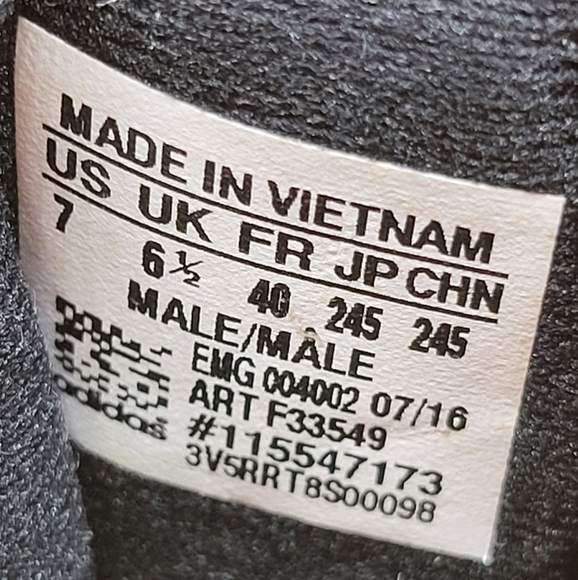 MADE IN VIETNAM
US UK FR JP CHN
7 6½ 40 245 245
MALE/MÂLE
EMG 004002 07/16
ART F33549
#115547173
3V5RRT8S00098
adidas